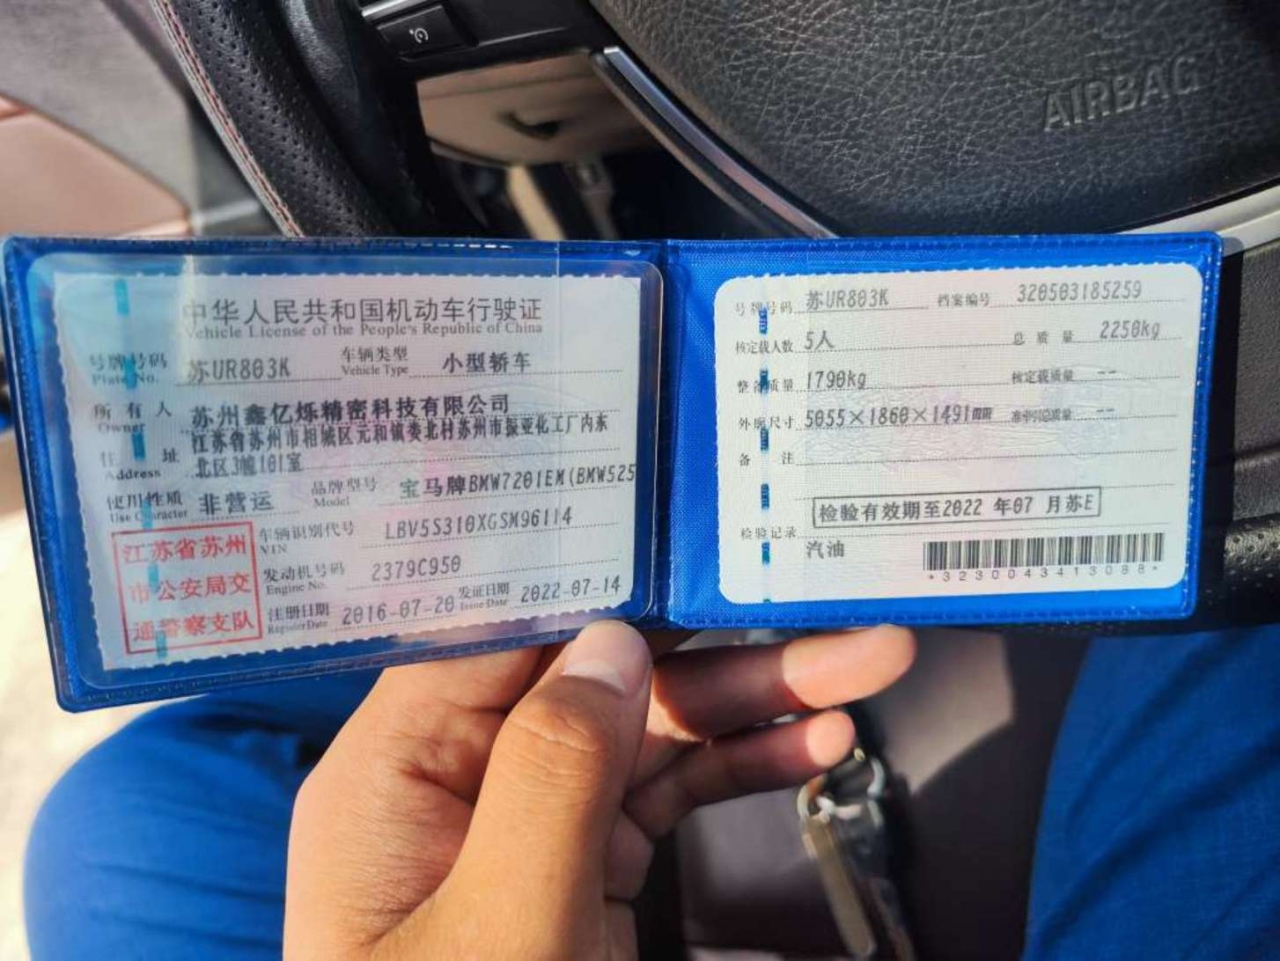 AIRBAG
中华人民共和国机动车行驶证
Vehicle License of the People's Republic of China
号牌号码 苏UR803K 车辆类型 小型轿车
Plate No. Vehicle Type
所有人 苏州鑫亿烁精密科技有限公司
Owner
住址 江苏省苏州市相城区元和镇娄北村苏州市振亚化工厂内东
Address 北区3幢101室
使用性质 非营运 品牌型号 宝马牌BMW7201EM(BMW525
Use Character Model
江苏省苏州
市公安局交
通警察支队
车辆识别代号 LBV5S310XGSM96114
VIN
发动机号码 2379C950
Engine No.
注册日期 2016-07-20 发证日期 2022-07-14
Register Date Issue Date
号牌号码 苏UR803K 档案编号 320503185259
核定载人数 5人 总质量 2250kg
整备质量 1790kg 核定载质量 --
外廓尺寸 5055×1860×1491 --
备注
检验有效期至2022 年07 月苏E
检验记录
汽油
*3230043413088*